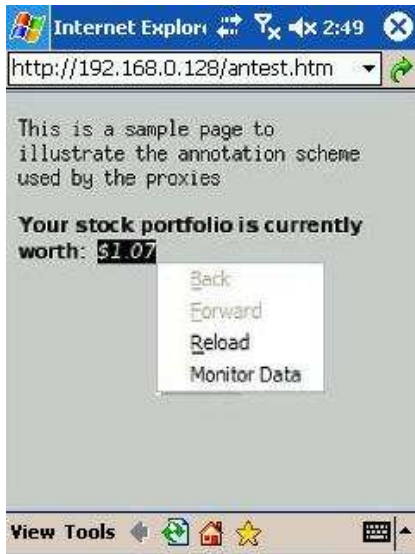 Internet Explor 2:49
http://192.168.0.128/antest.htm
This is a sample page to
illustrate the annotation scheme
used by the proxies
Your stock portfolio is currently
worth: $1.07
Back
Forward
Reload
Monitor Data
View Tools